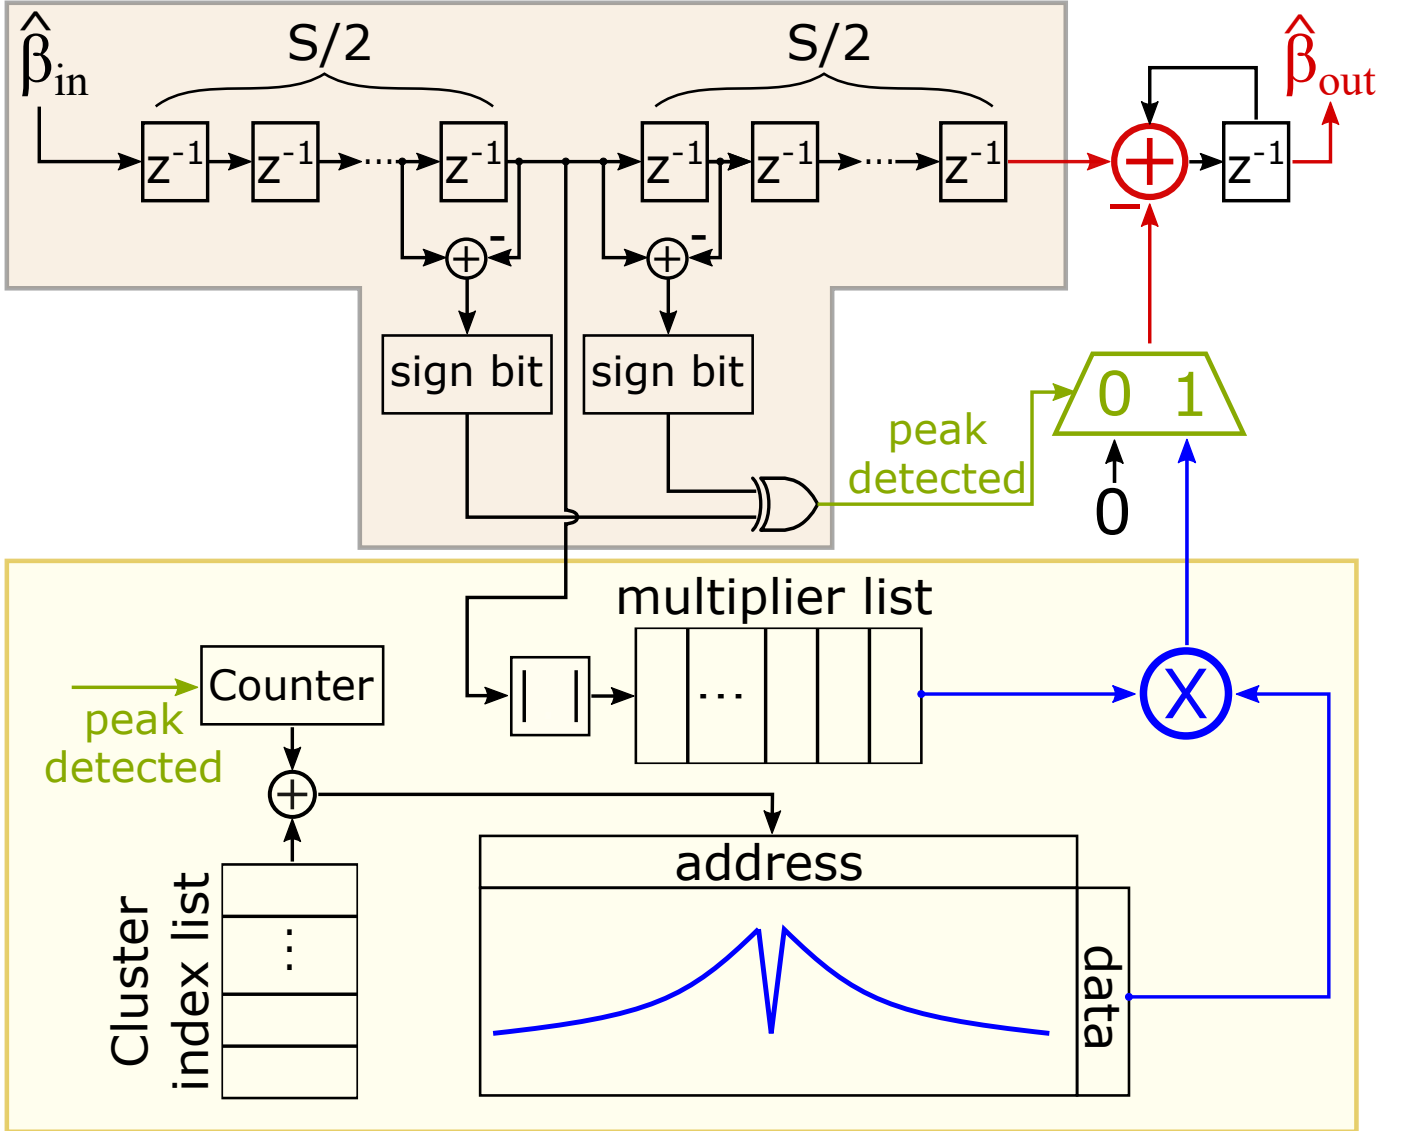 β̂in
S/2
S/2
β̂out
z-1
z-1
...
z-1
z-1
z-1
...
z-1
z-1
+
-
+
-
+
−
sign bit
sign bit
0 1
peak
detected
0
multiplier list
Counter
| |
...
X
peak
detected
+
address
Cluster
index list
...
data